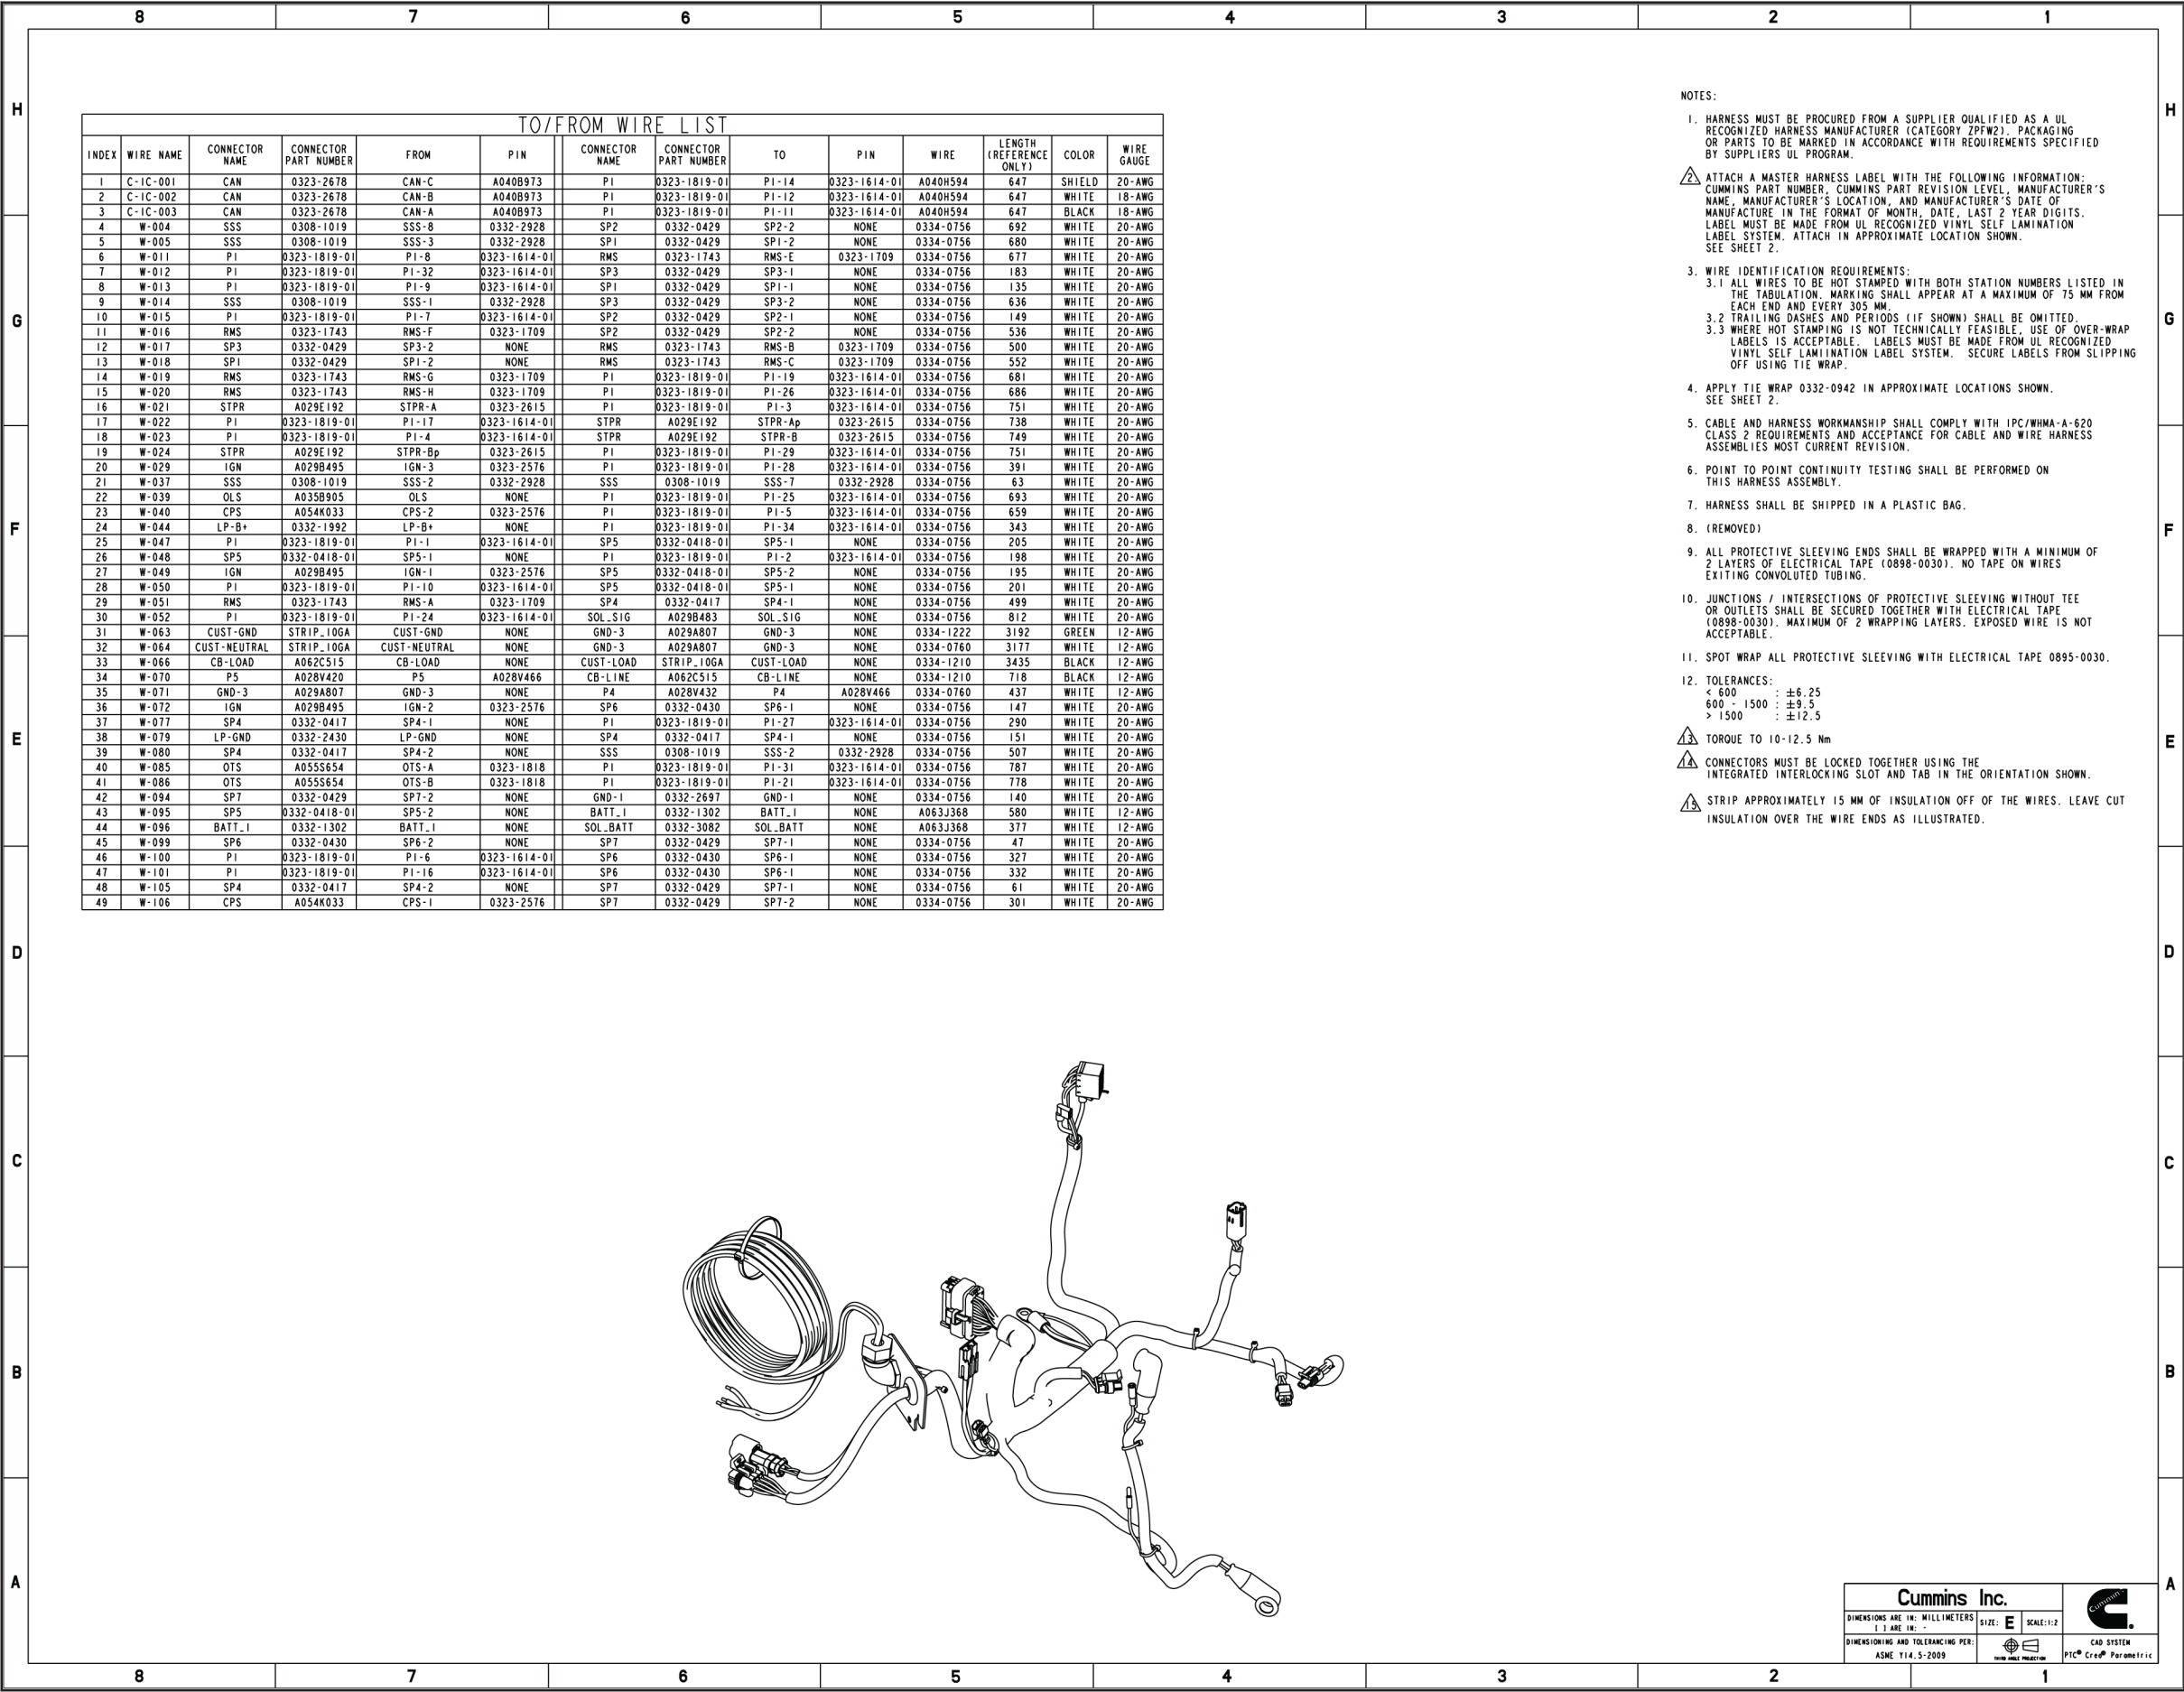 8 7 6 5 4 3 2 1
H H
TO/FROM WIRE LIST
INDEX WIRE NAME CONNECTOR NAME CONNECTOR PART NUMBER FROM PIN CONNECTOR NAME CONNECTOR PART NUMBER TO PIN WIRE LENGTH (REFERENCE ONLY) COLOR WIRE GAUGE
1 C-IC-001 CAN 0323-2678 CAN-C A040B973 P1 0323-1819-01 P1-14 0323-1614-01 A040H594 647 SHIELD 20-AWG
2 C-IC-002 CAN 0323-2678 CAN-B A040B973 P1 0323-1819-01 P1-12 0323-1614-01 A040H594 647 WHITE 18-AWG
3 C-IC-003 CAN 0323-2678 CAN-A A040B973 P1 0323-1819-01 P1-11 0323-1614-01 A040H594 647 BLACK 18-AWG
4 W-004 SSS 0308-1019 SSS-8 0332-2928 SP2 0332-0429 SP2-2 NONE 0334-0756 692 WHITE 20-AWG
5 W-005 SSS 0308-1019 SSS-3 0332-2928 SP1 0332-0429 SP1-2 NONE 0334-0756 680 WHITE 20-AWG
6 W-011 P1 0323-1819-01 P1-8 0323-1614-01 RMS 0323-1743 RMS-E 0323-1709 0334-0756 677 WHITE 20-AWG
7 W-012 P1 0323-1819-01 P1-32 0323-1614-01 SP3 0332-0429 SP3-1 NONE 0334-0756 183 WHITE 20-AWG
8 W-013 P1 0323-1819-01 P1-9 0323-1614-01 SP1 0332-0429 SP1-1 NONE 0334-0756 135 WHITE 20-AWG
9 W-014 SSS 0308-1019 SSS-1 0332-2928 SP3 0332-0429 SP3-2 NONE 0334-0756 636 WHITE 20-AWG
10 W-015 P1 0323-1819-01 P1-7 0323-1614-01 SP2 0332-0429 SP2-1 NONE 0334-0756 149 WHITE 20-AWG
11 W-016 RMS 0323-1743 RMS-F 0323-1709 SP2 0332-0429 SP2-2 NONE 0334-0756 536 WHITE 20-AWG
12 W-017 SP3 0332-0429 SP3-2 NONE RMS 0323-1743 RMS-B 0323-1709 0334-0756 500 WHITE 20-AWG
13 W-018 SP1 0332-0429 SP1-2 NONE RMS 0323-1743 RMS-C 0323-1709 0334-0756 552 WHITE 20-AWG
14 W-019 RMS 0323-1743 RMS-G 0323-1709 P1 0323-1819-01 P1-19 0323-1614-01 0334-0756 681 WHITE 20-AWG
15 W-020 RMS 0323-1743 RMS-H 0323-1709 P1 0323-1819-01 P1-26 0323-1614-01 0334-0756 686 WHITE 20-AWG
16 W-021 STPR A029E192 STPR-A 0323-2615 P1 0323-1819-01 P1-3 0323-1614-01 0334-0756 751 WHITE 20-AWG
17 W-022 P1 0323-1819-01 P1-17 0323-1614-01 STPR A029E192 STPR-Ap 0323-2615 0334-0756 738 WHITE 20-AWG
18 W-023 P1 0323-1819-01 P1-4 0323-1614-01 STPR A029E192 STPR-B 0323-2615 0334-0756 749 WHITE 20-AWG
19 W-024 STPR A029E192 STPR-Bp 0323-2615 P1 0323-1819-01 P1-29 0323-1614-01 0334-0756 751 WHITE 20-AWG
20 W-029 IGN A029B495 IGN-3 0323-2576 P1 0323-1819-01 P1-28 0323-1614-01 0334-0756 391 WHITE 20-AWG
21 W-037 SSS 0308-1019 SSS-2 0332-2928 SSS 0308-1019 SSS-7 0332-2928 0334-0756 63 WHITE 20-AWG
22 W-039 OLS A035B905 OLS NONE P1 0323-1819-01 P1-25 0323-1614-01 0334-0756 693 WHITE 20-AWG
23 W-040 CPS A054K033 CPS-2 0323-2576 P1 0323-1819-01 P1-5 0323-1614-01 0334-0756 659 WHITE 20-AWG
24 W-044 LP-B+ 0332-1992 LP-B+ NONE P1 0323-1819-01 P1-34 0323-1614-01 0334-0756 343 WHITE 20-AWG
25 W-047 P1 0323-1819-01 P1-1 0323-1614-01 SP5 0332-0418-01 SP5-1 NONE 0334-0756 205 WHITE 20-AWG
26 W-048 SP5 0332-0418-01 SP5-1 NONE P1 0323-1819-01 P1-2 0323-1614-01 0334-0756 198 WHITE 20-AWG
27 W-049 IGN A029B495 IGN-1 0323-2576 SP5 0332-0418-01 SP5-2 NONE 0334-0756 195 WHITE 20-AWG
28 W-050 P1 0323-1819-01 P1-10 0323-1614-01 SP5 0332-0418-01 SP5-1 NONE 0334-0756 201 WHITE 20-AWG
29 W-051 RMS 0323-1743 RMS-A 0323-1709 SP4 0332-0417 SP4-1 NONE 0334-0756 499 WHITE 20-AWG
30 W-052 P1 0323-1819-01 P1-24 0323-1614-01 SOL_SIG A029B483 SOL_SIG NONE 0334-0756 812 WHITE 20-AWG
31 W-063 CUST-GND STRIP_10GA CUST-GND NONE GND-3 A029A807 GND-3 NONE 0334-1222 3192 GREEN 12-AWG
32 W-064 CUST-NEUTRAL STRIP_10GA CUST-NEUTRAL NONE GND-3 A029A807 GND-3 NONE 0334-0760 3177 WHITE 12-AWG
33 W-066 CB-LOAD A062C515 CB-LOAD NONE CUST-LOAD STRIP_10GA CUST-LOAD NONE 0334-1210 3435 BLACK 12-AWG
34 W-070 P5 A028V420 P5 A028V466 CB-LINE A062C515 CB-LINE NONE 0334-1210 718 BLACK 12-AWG
35 W-071 GND-3 A029A807 GND-3 NONE P4 A028V432 P4 A028V466 0334-0760 437 WHITE 12-AWG
36 W-072 IGN A029B495 IGN-2 0323-2576 SP6 0332-0430 SP6-1 NONE 0334-0756 147 WHITE 20-AWG
37 W-077 SP4 0332-0417 SP4-1 NONE P1 0323-1819-01 P1-27 0323-1614-01 0334-0756 290 WHITE 20-AWG
38 W-079 LP-GND 0332-2430 LP-GND NONE SP4 0332-0417 SP4-1 NONE 0334-0756 151 WHITE 20-AWG
39 W-080 SP4 0332-0417 SP4-2 NONE SSS 0308-1019 SSS-2 0332-2928 0334-0756 507 WHITE 20-AWG
40 W-085 OTS A055S654 OTS-A 0323-1818 P1 0323-1819-01 P1-31 0323-1614-01 0334-0756 787 WHITE 20-AWG
41 W-086 OTS A055S654 OTS-B 0323-1818 P1 0323-1819-01 P1-21 0323-1614-01 0334-0756 778 WHITE 20-AWG
42 W-094 SP7 0332-0429 SP7-2 NONE GND-1 0332-2697 GND-1 NONE 0334-0756 140 WHITE 20-AWG
43 W-095 SP5 0332-0418-01 SP5-2 NONE BATT_1 0332-1302 BATT_1 NONE A063J368 580 WHITE 12-AWG
44 W-096 BATT_1 0332-1302 BATT_1 NONE SOL_BATT 0332-3082 SOL_BATT NONE A063J368 377 WHITE 12-AWG
45 W-099 SP6 0332-0430 SP6-2 NONE SP7 0332-0429 SP7-1 NONE 0334-0756 47 WHITE 20-AWG
46 W-100 P1 0323-1819-01 P1-6 0323-1614-01 SP6 0332-0430 SP6-1 NONE 0334-0756 327 WHITE 20-AWG
47 W-101 P1 0323-1819-01 P1-16 0323-1614-01 SP6 0332-0430 SP6-1 NONE 0334-0756 332 WHITE 20-AWG
48 W-105 SP4 0332-0417 SP4-2 NONE SP7 0332-0429 SP7-1 NONE 0334-0756 61 WHITE 20-AWG
49 W-106 CPS A054K033 CPS-1 0323-2576 SP7 0332-0429 SP7-2 NONE 0334-0756 301 WHITE 20-AWG
NOTES:
1. HARNESS MUST BE PROCURED FROM A SUPPLIER QUALIFIED AS A UL
RECOGNIZED HARNESS MANUFACTURER (CATEGORY ZPFW2). PACKAGING
OR PARTS TO BE MARKED IN ACCORDANCE WITH REQUIREMENTS SPECIFIED
BY SUPPLIERS UL PROGRAM.
2. ATTACH A MASTER HARNESS LABEL WITH THE FOLLOWING INFORMATION:
CUMMINS PART NUMBER, CUMMINS PART REVISION LEVEL, MANUFACTURER'S
NAME, MANUFACTURER'S LOCATION, AND MANUFACTURER'S DATE OF
MANUFACTURE IN THE FORMAT OF MONTH, DATE, LAST 2 YEAR DIGITS.
LABEL MUST BE MADE FROM UL RECOGNIZED VINYL SELF LAMINATION
LABEL SYSTEM. ATTACH IN APPROXIMATE LOCATION SHOWN.
SEE SHEET 2.
3. WIRE IDENTIFICATION REQUIREMENTS:
3.1 ALL WIRES TO BE HOT STAMPED WITH BOTH STATION NUMBERS LISTED IN
THE TABULATION. MARKING SHALL APPEAR AT A MAXIMUM OF 75 MM FROM
EACH END AND EVERY 305 MM.
3.2 TRAILING DASHES AND PERIODS (IF SHOWN) SHALL BE OMITTED.
3.3 WHERE HOT STAMPING IS NOT TECHNICALLY FEASIBLE, USE OF OVER-WRAP
LABELS IS ACCEPTABLE. LABELS MUST BE MADE FROM UL RECOGNIZED
VINYL SELF LAMIINATION LABEL SYSTEM. SECURE LABELS FROM SLIPPING
OFF USING TIE WRAP.
4. APPLY TIE WRAP 0332-0942 IN APPROXIMATE LOCATIONS SHOWN.
SEE SHEET 2.
5. CABLE AND HARNESS WORKMANSHIP SHALL COMPLY WITH IPC/WHMA-A-620
CLASS 2 REQUIREMENTS AND ACCEPTANCE FOR CABLE AND WIRE HARNESS
ASSEMBLIES MOST CURRENT REVISION.
6. POINT TO POINT CONTINUITY TESTING SHALL BE PERFORMED ON
THIS HARNESS ASSEMBLY.
7. HARNESS SHALL BE SHIPPED IN A PLASTIC BAG.
8. (REMOVED)
9. ALL PROTECTIVE SLEEVING ENDS SHALL BE WRAPPED WITH A MINIMUM OF
2 LAYERS OF ELECTRICAL TAPE (0898-0030). NO TAPE ON WIRES
EXITING CONVOLUTED TUBING.
10. JUNCTIONS / INTERSECTIONS OF PROTECTIVE SLEEVING WITHOUT TEE
OR OUTLETS SHALL BE SECURED TOGETHER WITH ELECTRICAL TAPE
(0898-0030). MAXIMUM OF 2 WRAPPING LAYERS. EXPOSED WIRE IS NOT
ACCEPTABLE.
11. SPOT WRAP ALL PROTECTIVE SLEEVING WITH ELECTRICAL TAPE 0895-0030.
12. TOLERANCES:
< 600 : ±6.25
600 - 1500 : ±9.5
> 1500 : ±12.5
13. TORQUE TO 10-12.5 Nm
14. CONNECTORS MUST BE LOCKED TOGETHER USING THE
INTEGRATED INTERLOCKING SLOT AND TAB IN THE ORIENTATION SHOWN.
15. STRIP APPROXIMATELY 15 MM OF INSULATION OFF OF THE WIRES. LEAVE CUT
INSULATION OVER THE WIRE ENDS AS ILLUSTRATED.
G G
F F
E E
D D
C C
B B
A A
Cummins Inc.
DIMENSIONS ARE IN: MILLIMETERS
[ ] ARE IN: -
SIZE: E SCALE:1:2
DIMENSIONING AND TOLERANCING PER:
ASME Y14.5-2009
THIRD ANGLE PROJECTION
Cummins
CAD SYSTEM
PTC® Creo® Parametric
8 7 6 5 4 3 2 1